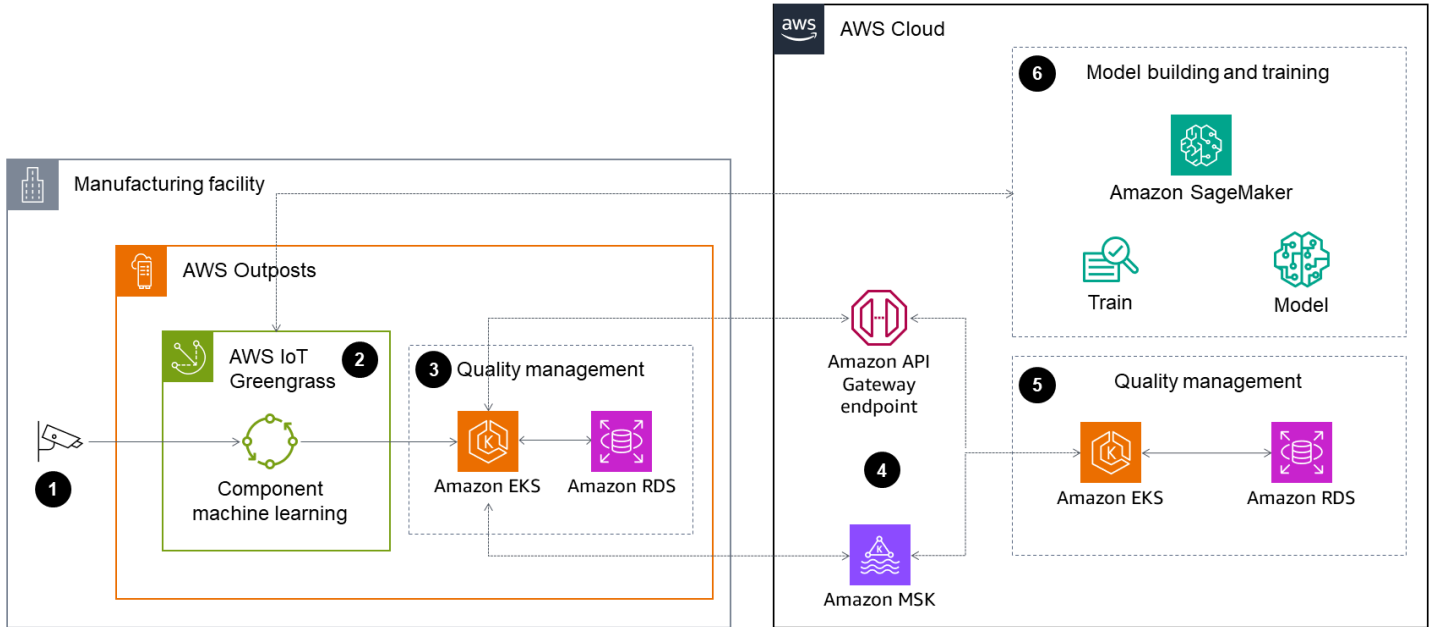 aws
AWS Cloud
6
Model building and training
Amazon SageMaker
Train
Model
Manufacturing facility
AWS Outposts
AWS IoT
Greengrass
2
3
Quality management
Component
machine learning
1
K
Amazon EKS
Amazon RDS
Amazon API
Gateway
endpoint
4
K
Amazon MSK
5
Quality management
K
Amazon EKS
Amazon RDS